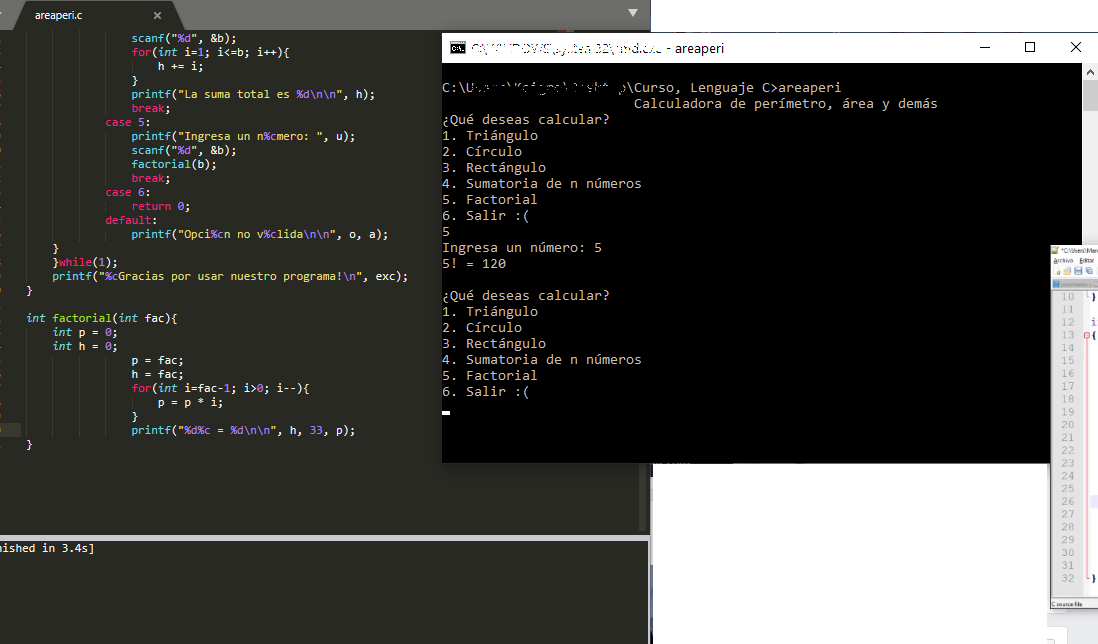 areaperi.c
scanf("%d", &b);
for(int i=1; i<=b; i++){
h += i;
}
printf("La suma total es %d\n\n", h);
break;
case 5:
printf("Ingresa un n%cmero: ", u);
scanf("%d", &b);
factorial(b);
break;
case 6:
return 0;
default:
printf("Opci%cn no v%clida\n\n", o, a);
}
}while(1);
printf("%cGracias por usar nuestro programa!\n", exc);
}
int factorial(int fac){
int p = 0;
int h = 0;
p = fac;
h = fac;
for(int i=fac-1; i>0; i--){
p = p * i;
}
printf("%d%c = %d\n\n", h, 33, p);
}
ished in 3.4s]
- areaperi
\Curso, Lenguaje C>areaperi
Calculadora de perímetro, área y demás
¿Qué deseas calcular?
1. Triángulo
2. Círculo
3. Rectángulo
4. Sumatoria de n números
5. Factorial
6. Salir :(
5
Ingresa un número: 5
5! = 120
¿Qué deseas calcular?
1. Triángulo
2. Círculo
3. Rectángulo
4. Sumatoria de n números
5. Factorial
6. Salir :(
Archivo Editar
10 }
11
12 i
13 {
14
15
16
17
18
19
20
21
22
23
24
25
26
27
28
29
30
31
32 }
C source file